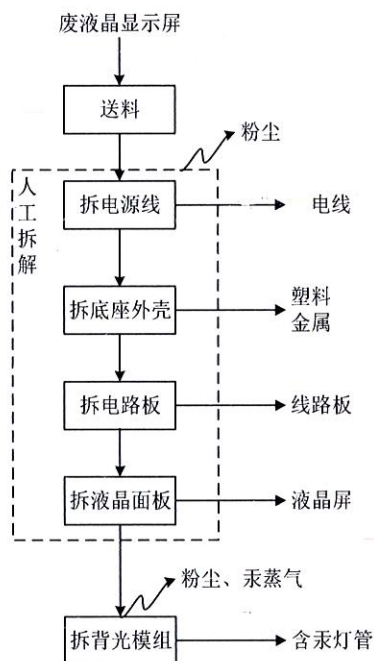 废液晶显示屏
送料
粉尘
人工拆解
拆电源线
电线
拆底座外壳
塑料
金属
拆电路板
线路板
拆液晶面板
液晶屏
粉尘、汞蒸气
拆背光模组
含汞灯管